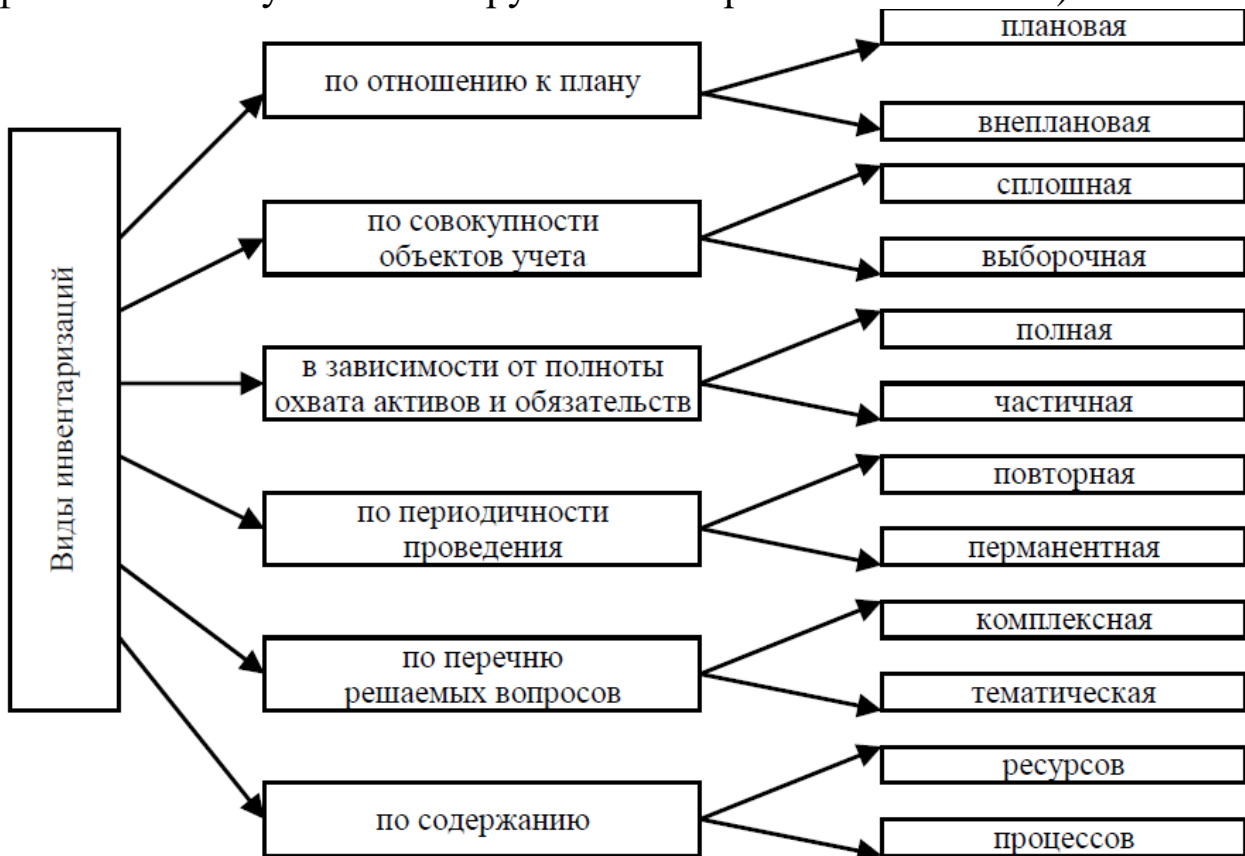 плановая
по отношению к плану
внеплановая
сплошная
по совокупности
объектов учета
выборочная
Виды инвентаризаций
полная
в зависимости от полноты
охвата активов и обязательств
частичная
повторная
по периодичности
проведения
перманентная
комплексная
по перечню
решаемых вопросов
тематическая
ресурсов
по содержанию
процессов